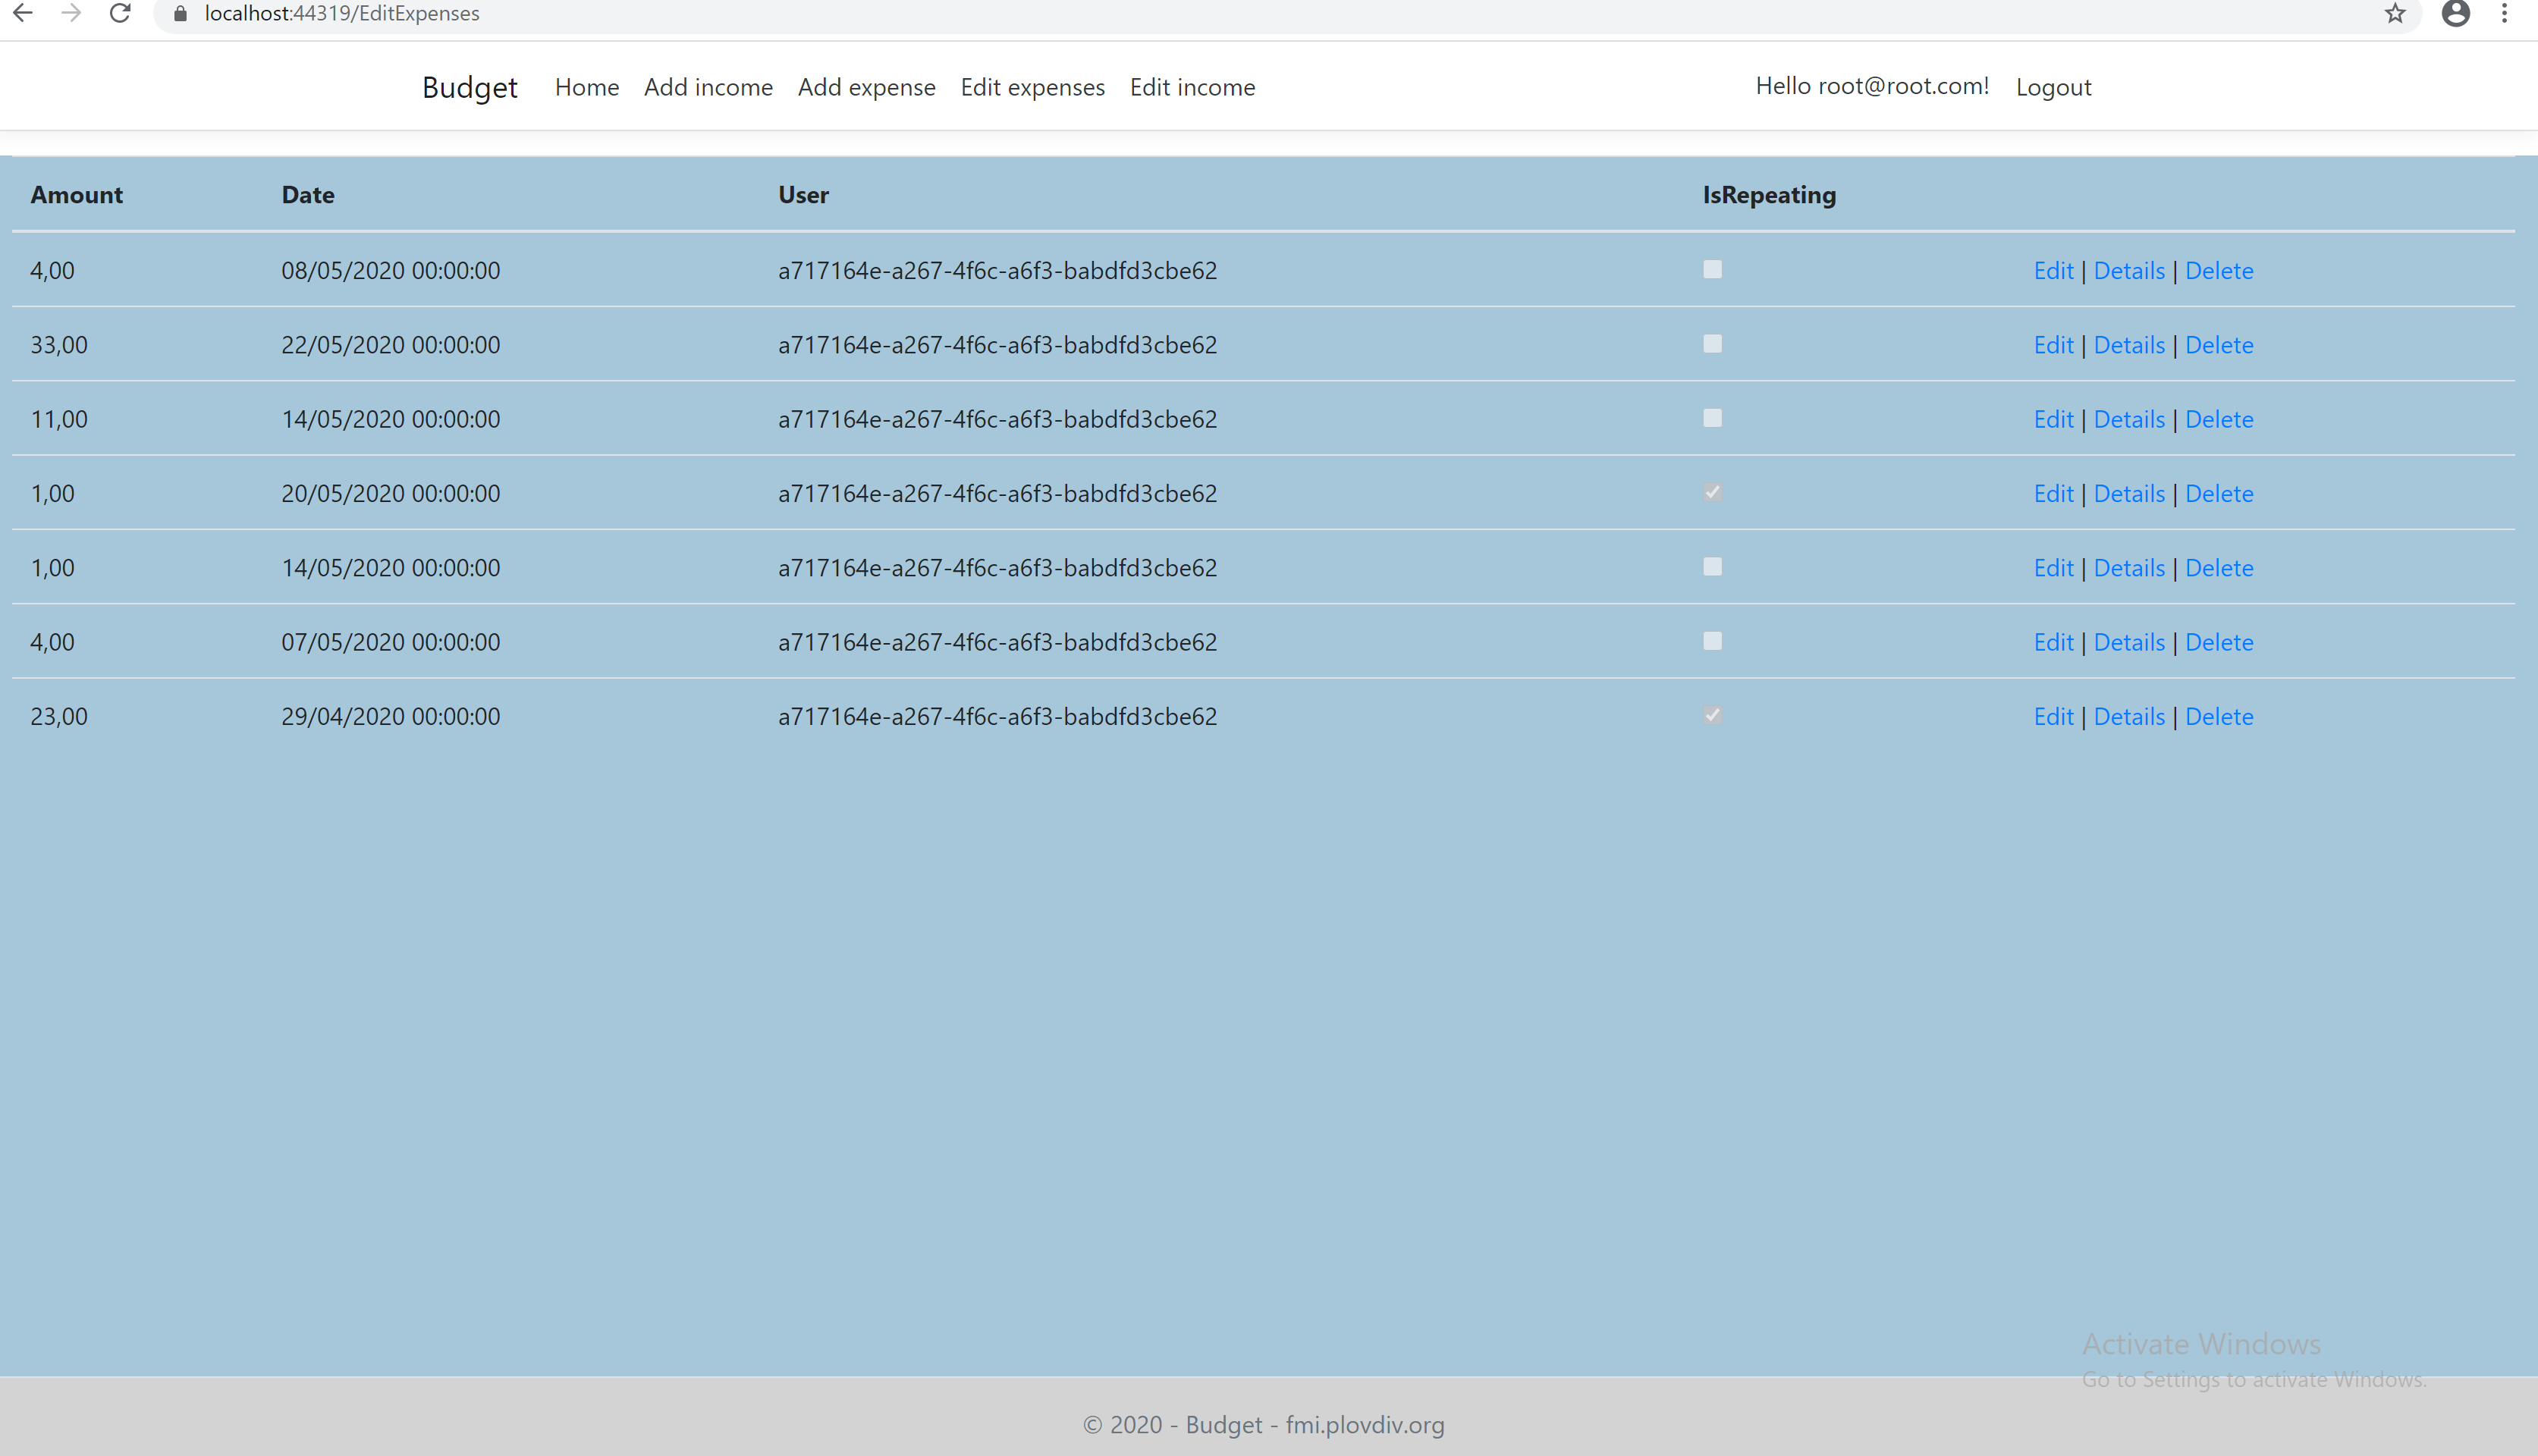 localhost:44319/EditExpenses
Budget Home Add income Add expense Edit expenses Edit income Hello root@root.com! Logout
Amount Date User IsRepeating
4,00 08/05/2020 00:00:00 a717164e-a267-4f6c-a6f3-babdfd3cbe62 Edit | Details | Delete
33,00 22/05/2020 00:00:00 a717164e-a267-4f6c-a6f3-babdfd3cbe62 Edit | Details | Delete
11,00 14/05/2020 00:00:00 a717164e-a267-4f6c-a6f3-babdfd3cbe62 Edit | Details | Delete
1,00 20/05/2020 00:00:00 a717164e-a267-4f6c-a6f3-babdfd3cbe62 Edit | Details | Delete
1,00 14/05/2020 00:00:00 a717164e-a267-4f6c-a6f3-babdfd3cbe62 Edit | Details | Delete
4,00 07/05/2020 00:00:00 a717164e-a267-4f6c-a6f3-babdfd3cbe62 Edit | Details | Delete
23,00 29/04/2020 00:00:00 a717164e-a267-4f6c-a6f3-babdfd3cbe62 Edit | Details | Delete
Activate Windows
Go to Settings to activate Windows.
© 2020 - Budget - fmi.plovdiv.org